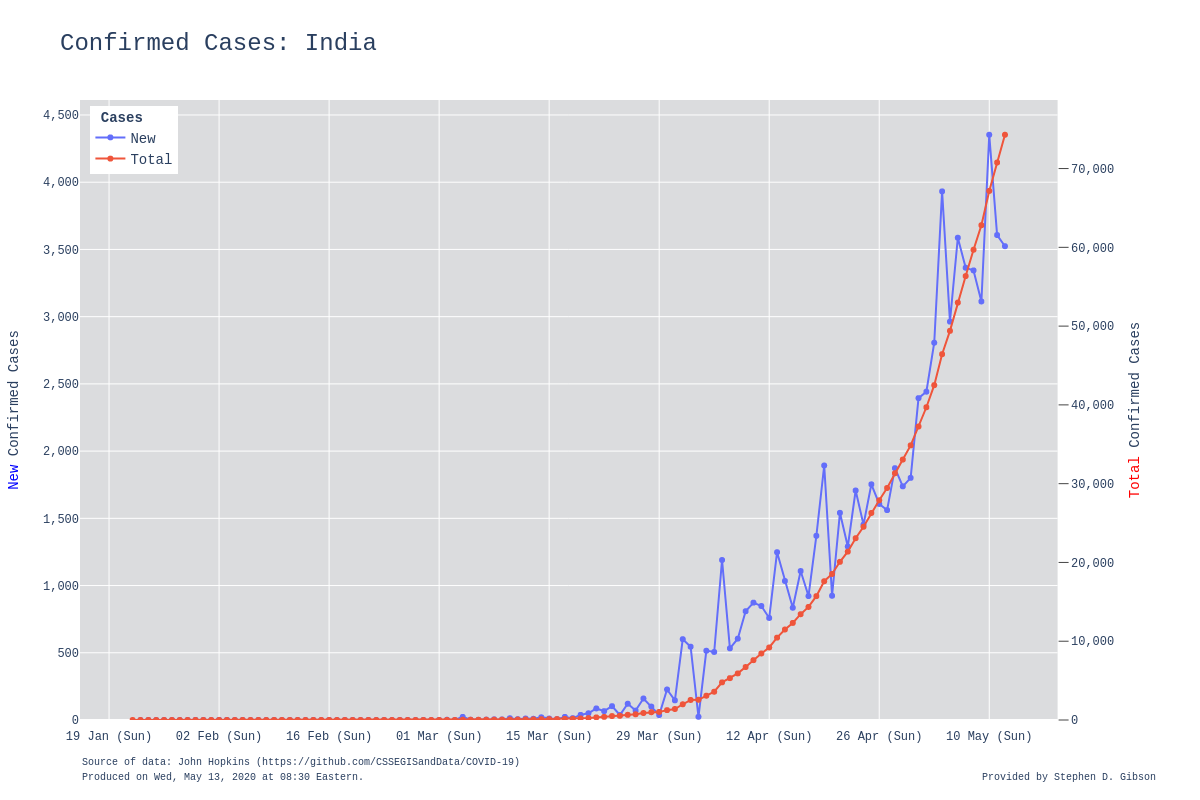 Confirmed Cases: India
Cases
New
Total
4,500
4,000
3,500
3,000
2,500
2,000
1,500
1,000
500
0
New Confirmed Cases
70,000
60,000
50,000
40,000
30,000
20,000
10,000
0
Total Confirmed Cases
19 Jan (Sun) 02 Feb (Sun) 16 Feb (Sun) 01 Mar (Sun) 15 Mar (Sun) 29 Mar (Sun) 12 Apr (Sun) 26 Apr (Sun) 10 May (Sun)
Source of data: John Hopkins (https://github.com/CSSEGISandData/COVID-19)
Produced on Wed, May 13, 2020 at 08:30 Eastern.
Provided by Stephen D. Gibson